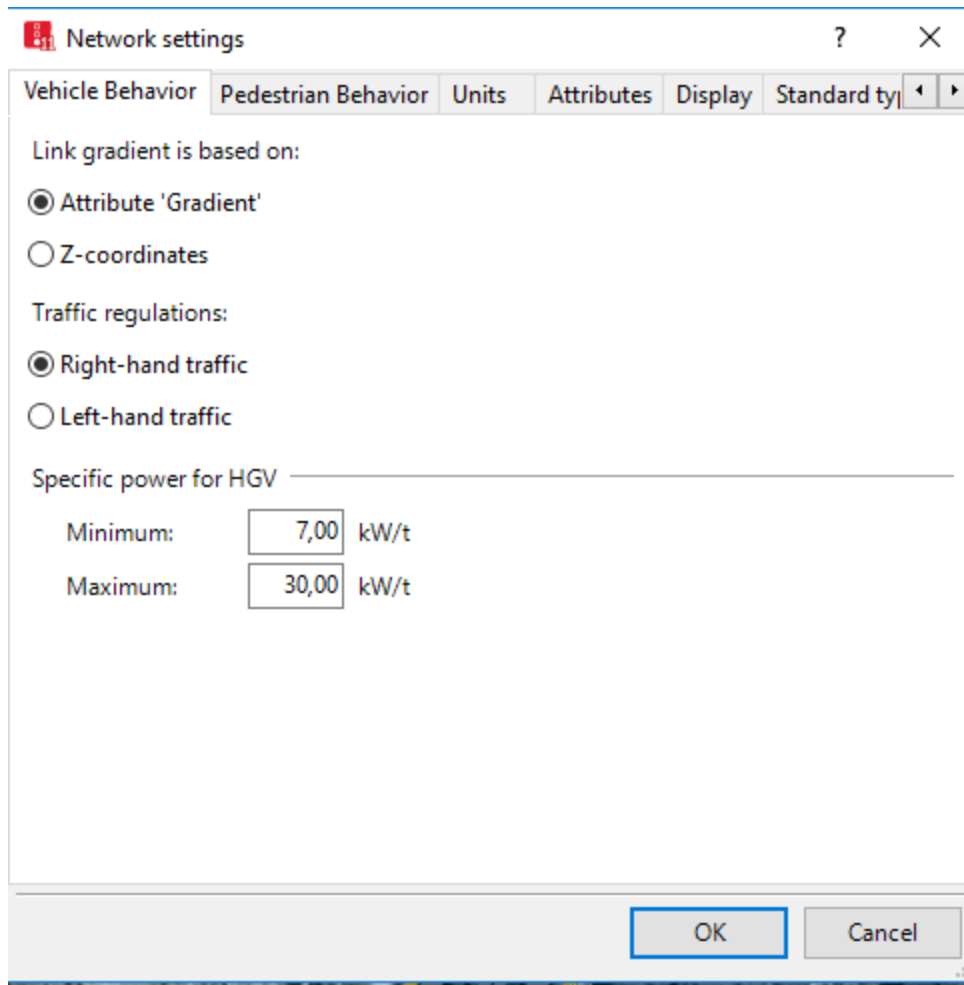 Network settings
Vehicle Behavior Pedestrian Behavior Units Attributes Display Standard typ
Link gradient is based on:
Attribute 'Gradient'
Z-coordinates
Traffic regulations:
Right-hand traffic
Left-hand traffic
Specific power for HGV
Minimum: 7,00 kW/t
Maximum: 30,00 kW/t
OK Cancel